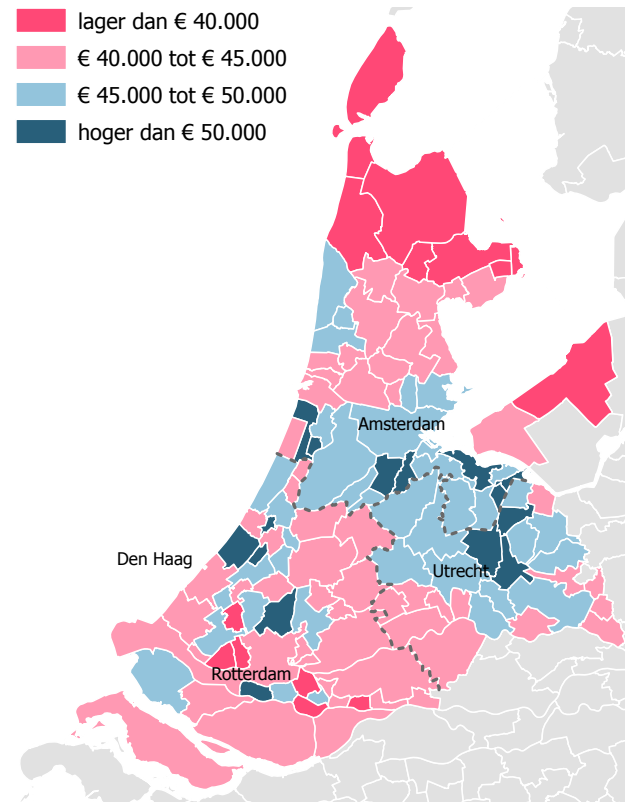 lager dan € 40.000
€ 40.000 tot € 45.000
€ 45.000 tot € 50.000
hoger dan € 50.000
Amsterdam
Den Haag
Utrecht
Rotterdam